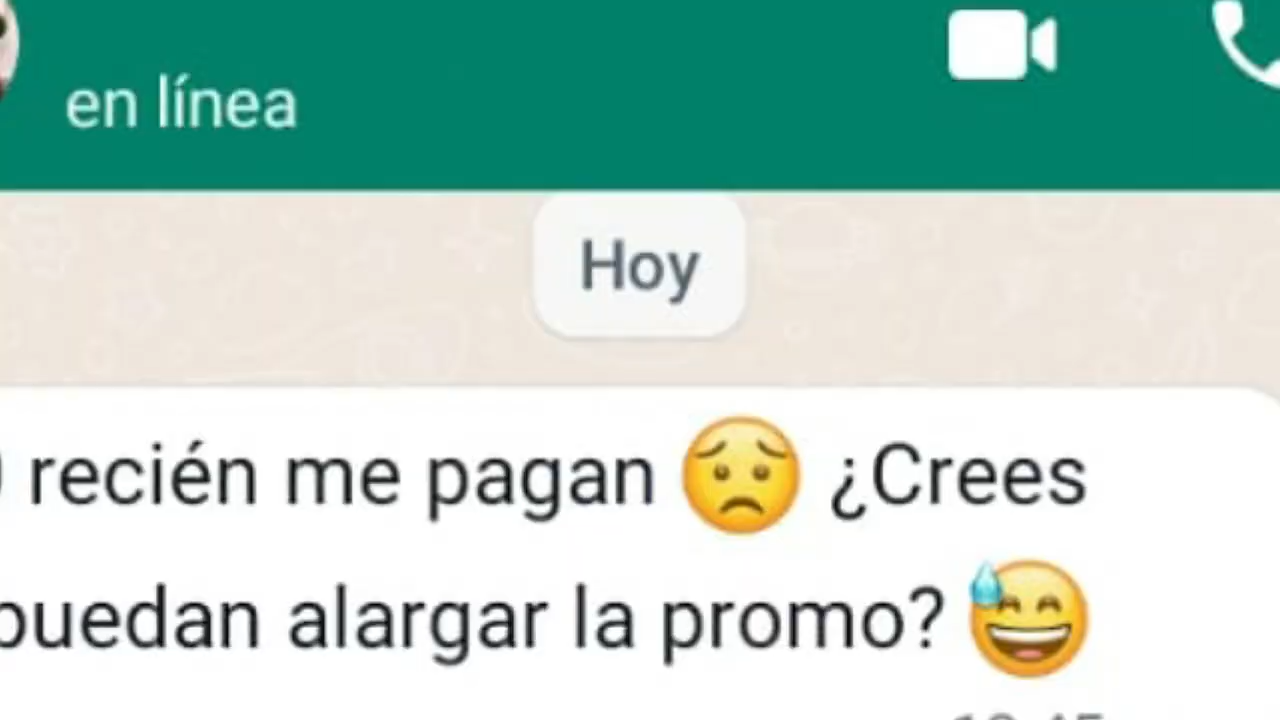 en línea
Hoy
recién me pagan 😟 ¿Crees
puedan alargar la promo? 😅